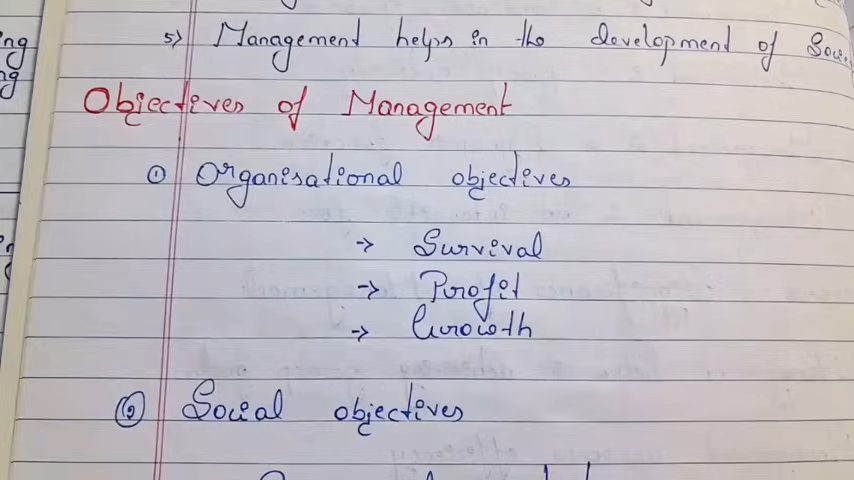 5) Management helps in the development of
Objectives of Management
① Organisational objectives
→ Survival
→ Profit
→ Growth
② Social objectives